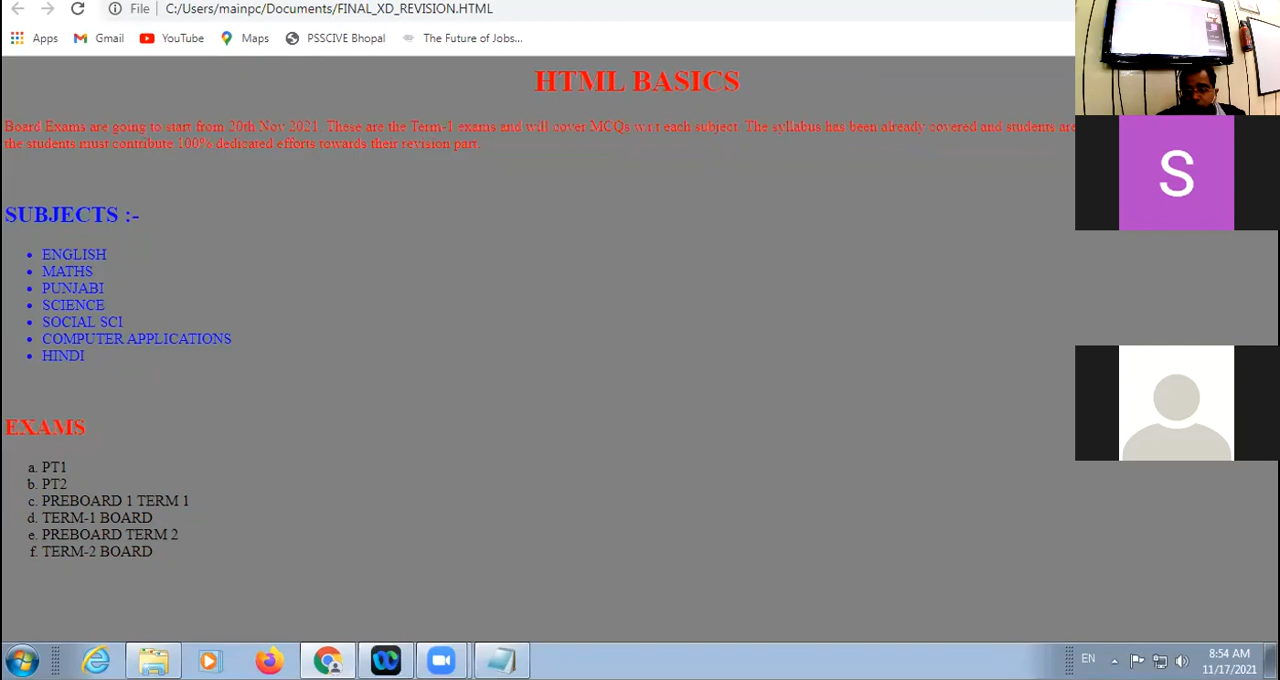 File C:/Users/mainpc/Documents/FINAL_XD_REVISION.HTML
Apps Gmail YouTube Maps PSSCIVE Bhopal The Future of Jobs...
HTML BASICS
Board Exams are going to start from 20th Nov 2021. These are the Term-1 exams and will cover MCQs w.r.t each subject. The syllabus has been already covered and students are
the students must contribute 100% dedicated efforts towards their revision part.
S
SUBJECTS :-
• ENGLISH
• MATHS
• PUNJABI
• SCIENCE
• SOCIAL SCI
• COMPUTER APPLICATIONS
• HINDI
EXAMS
a. PT1
b. PT2
c. PREBOARD 1 TERM 1
d. TERM-1 BOARD
e. PREBOARD TERM 2
f. TERM-2 BOARD
EN
8:54 AM
11/17/2021